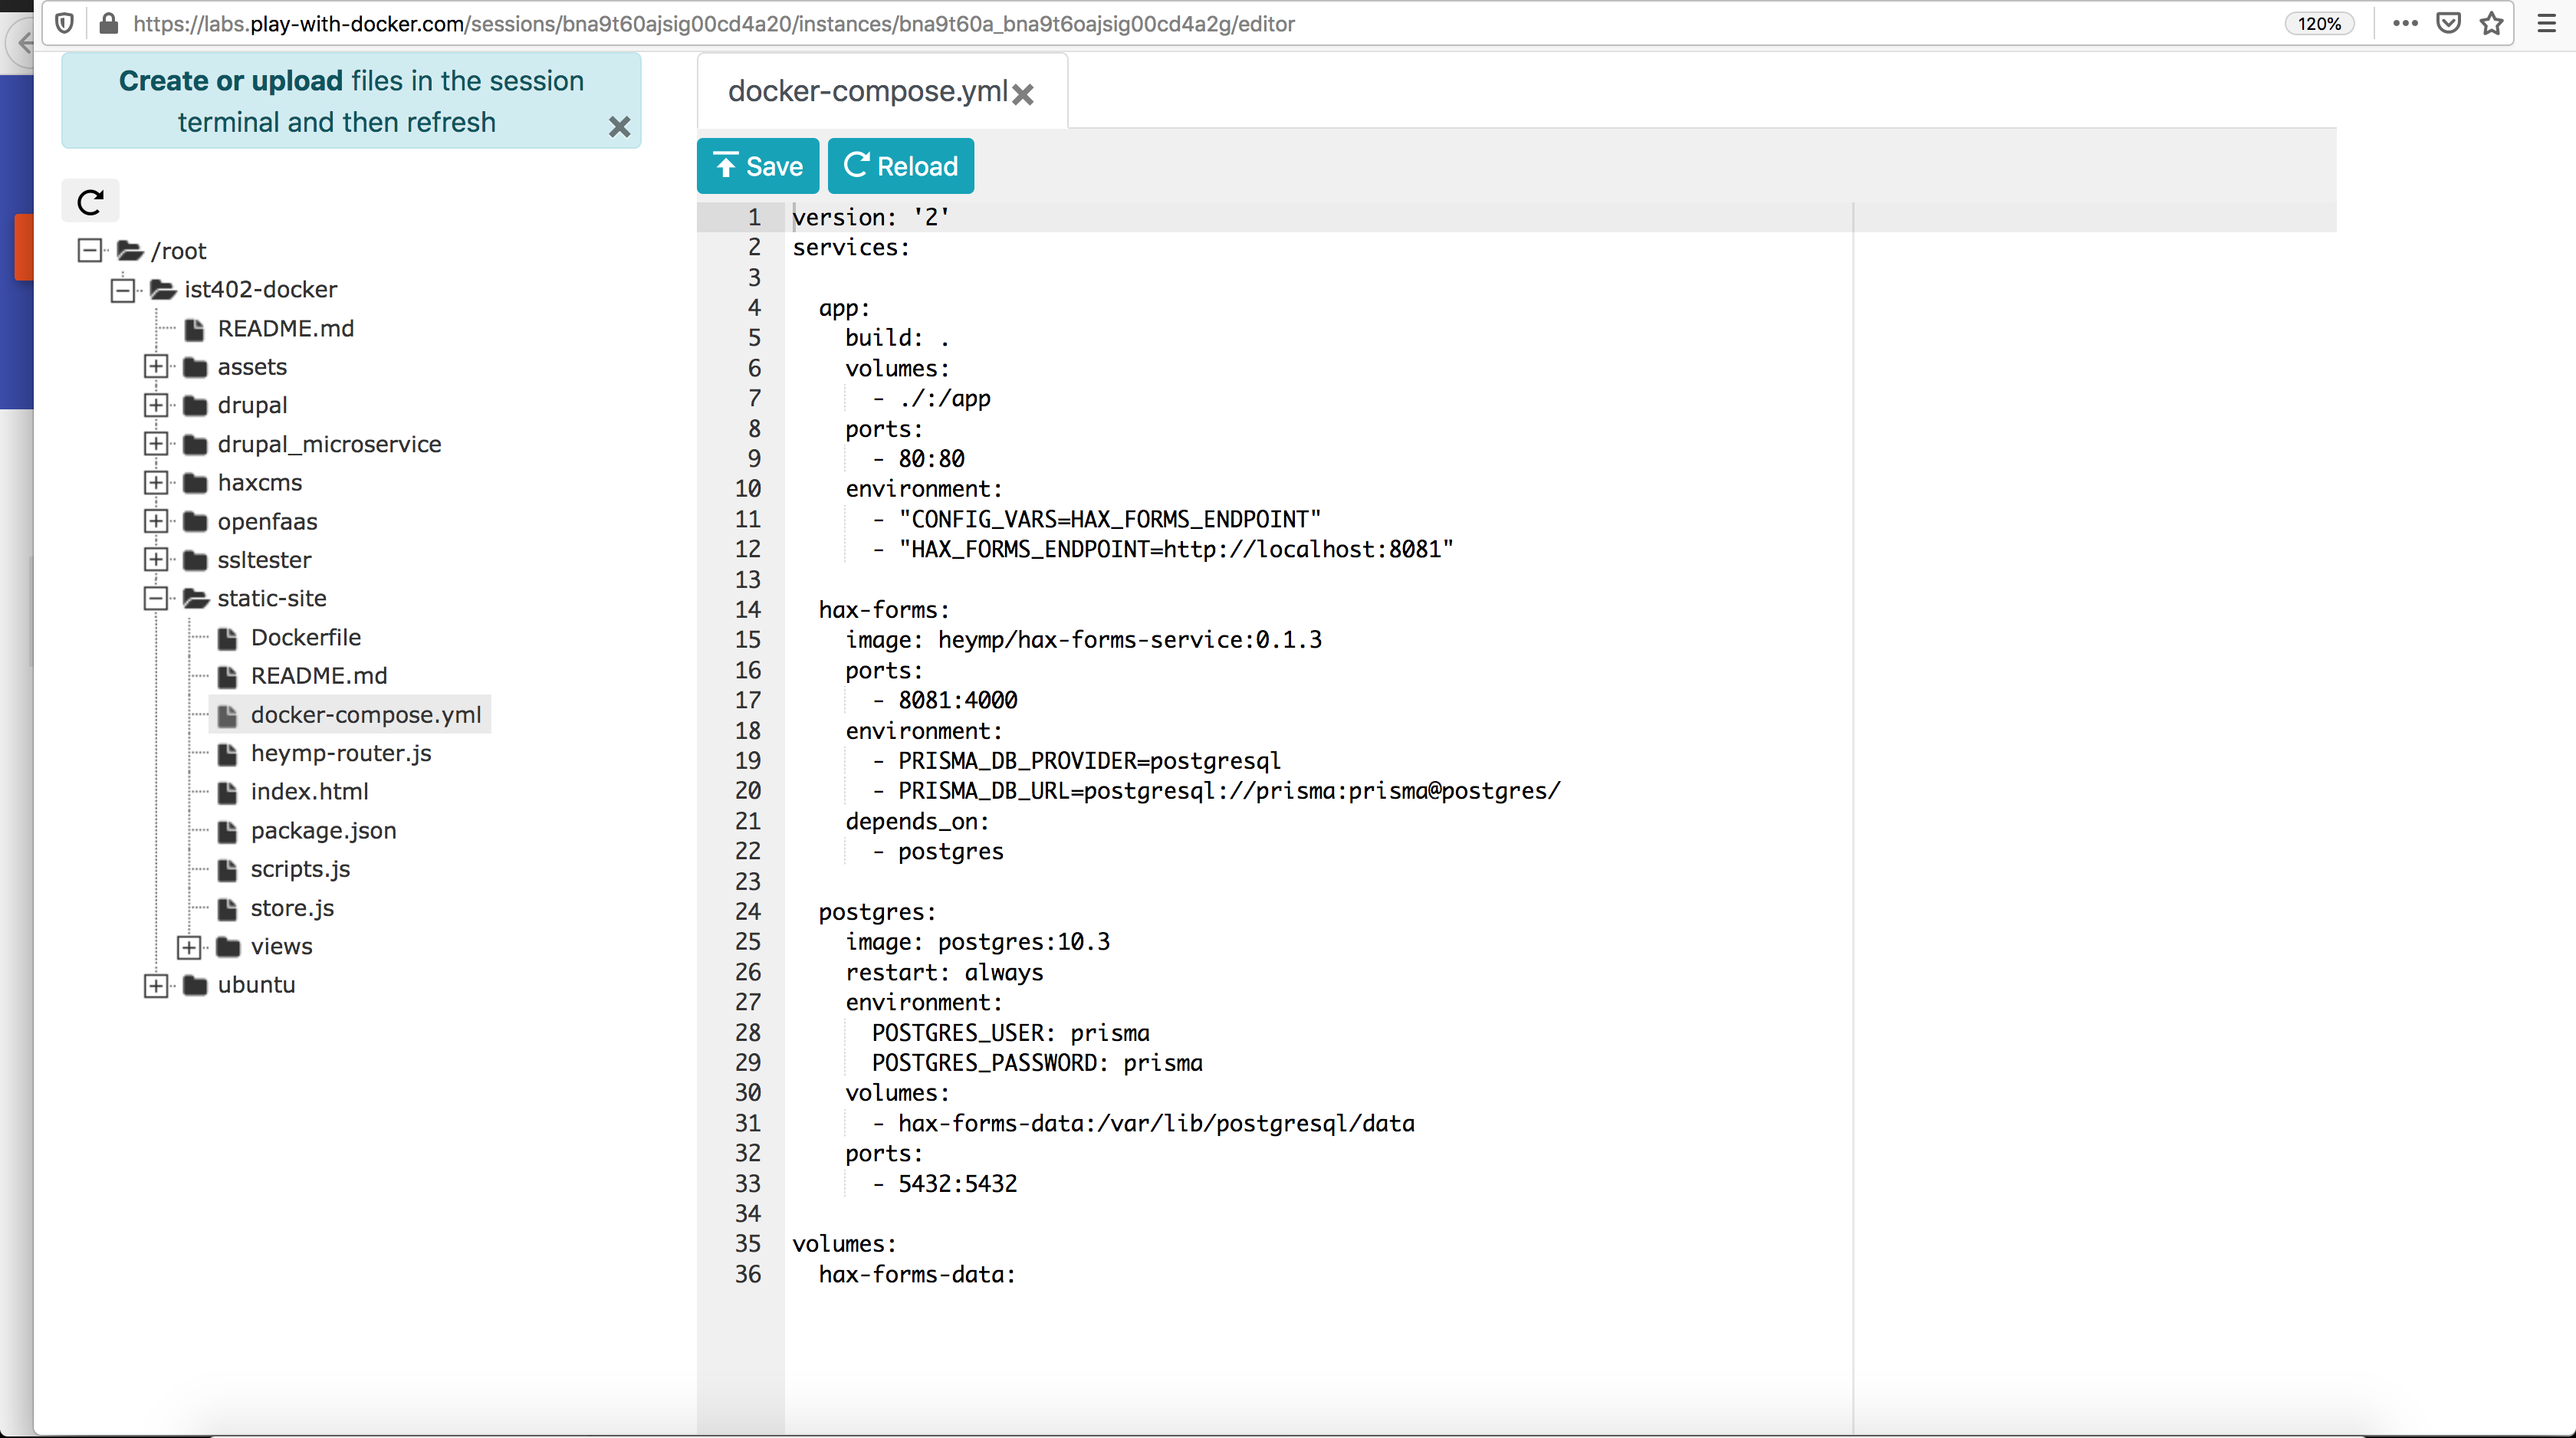 https://labs.play-with-docker.com/sessions/bna9t60ajsig00cd4a20/instances/bna9t60a_bna9t6oajsig00cd4a2g/editor
120%
Create or upload files in the session
terminal and then refresh
/root
ist402-docker
README.md
assets
drupal
drupal_microservice
haxcms
openfaas
ssltester
static-site
Dockerfile
README.md
docker-compose.yml
heymp-router.js
index.html
package.json
scripts.js
store.js
views
ubuntu
docker-compose.yml
Save
Reload
1 version: '2'
2 services:
3
4   app:
5     build: .
6     volumes:
7       - ./:/app
8     ports:
9       - 80:80
10     environment:
11       - "CONFIG_VARS=HAX_FORMS_ENDPOINT"
12       - "HAX_FORMS_ENDPOINT=http://localhost:8081"
13
14   hax-forms:
15     image: heymp/hax-forms-service:0.1.3
16     ports:
17       - 8081:4000
18     environment:
19       - PRISMA_DB_PROVIDER=postgresql
20       - PRISMA_DB_URL=postgresql://prisma:prisma@postgres/
21     depends_on:
22       - postgres
23
24   postgres:
25     image: postgres:10.3
26     restart: always
27     environment:
28       POSTGRES_USER: prisma
29       POSTGRES_PASSWORD: prisma
30     volumes:
31       - hax-forms-data:/var/lib/postgresql/data
32     ports:
33       - 5432:5432
34
35 volumes:
36   hax-forms-data: